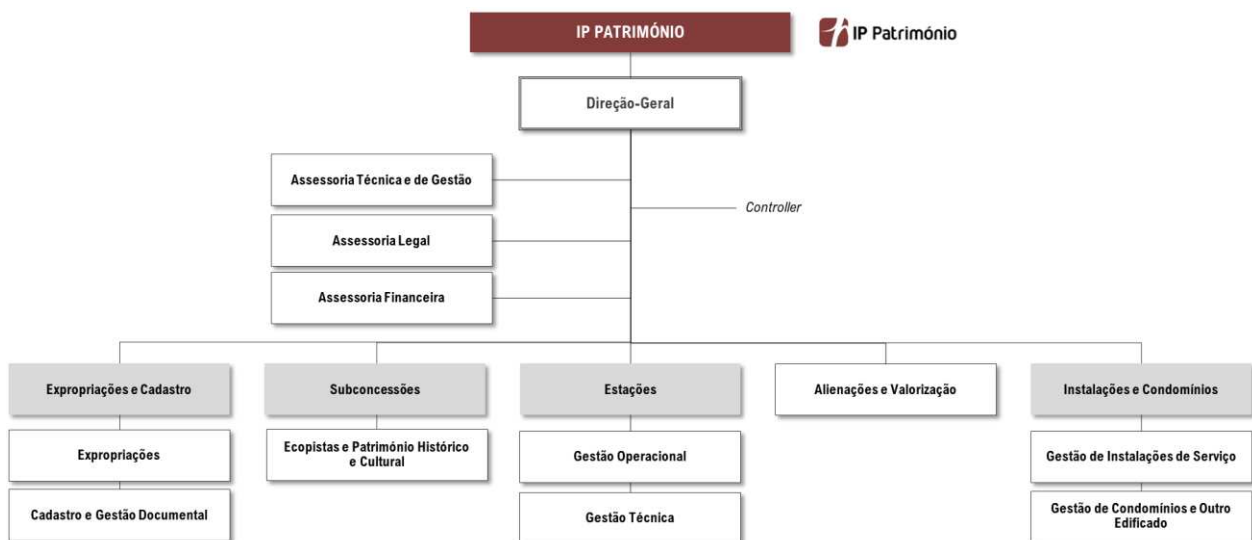 IP PATRIMÓNIO
IP Património
Direção-Geral
Assessoria Técnica e de Gestão
Controller
Assessoria Legal
Assessoria Financeira
Expropriações e Cadastro
Subconcessões
Estações
Alienações e Valorização
Instalações e Condomínios
Expropriações
Ecopistas e Património Histórico
e Cultural
Gestão Operacional
Gestão de Instalações de Serviço
Cadastro e Gestão Documental
Gestão Técnica
Gestão de Condomínios e Outro
Edificado